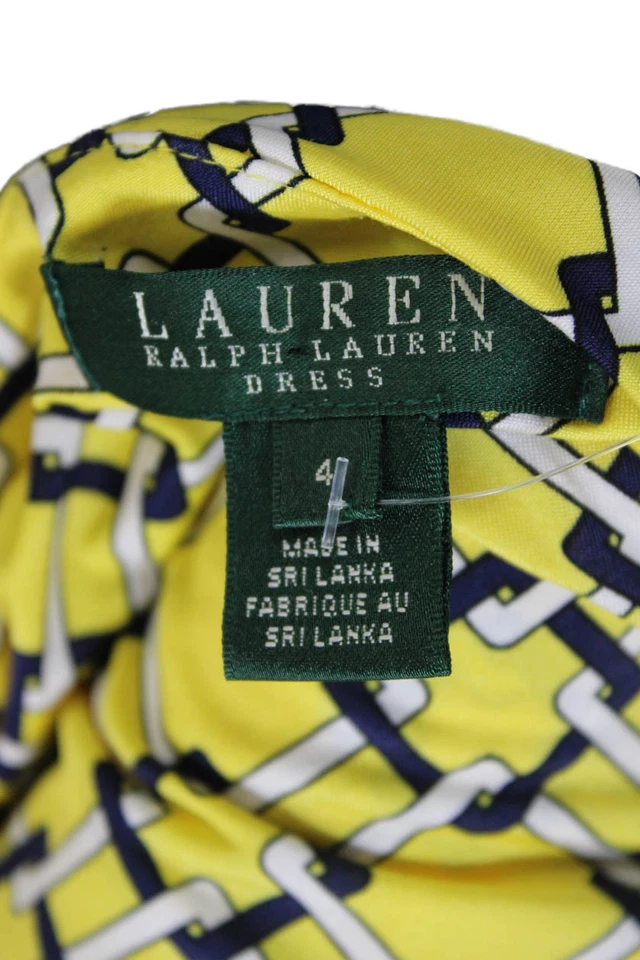 LAUREN
RALPH LAUREN
DRESS
4
MADE IN
SRI LANKA
FABRIQUE AU
SRI LANKA